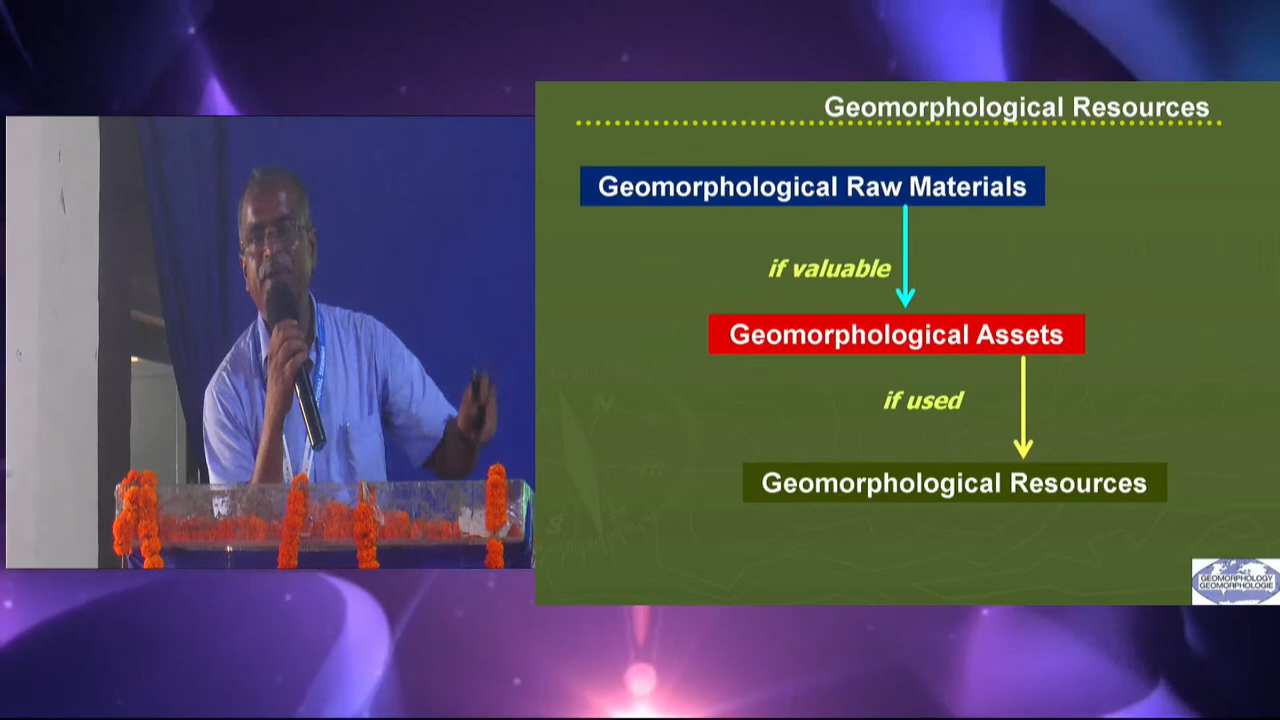 Geomorphological Resources
Geomorphological Raw Materials
if valuable
Geomorphological Assets
if used
Geomorphological Resources
GEOMORPHOLOGY
GEOMORPHOLOGIE